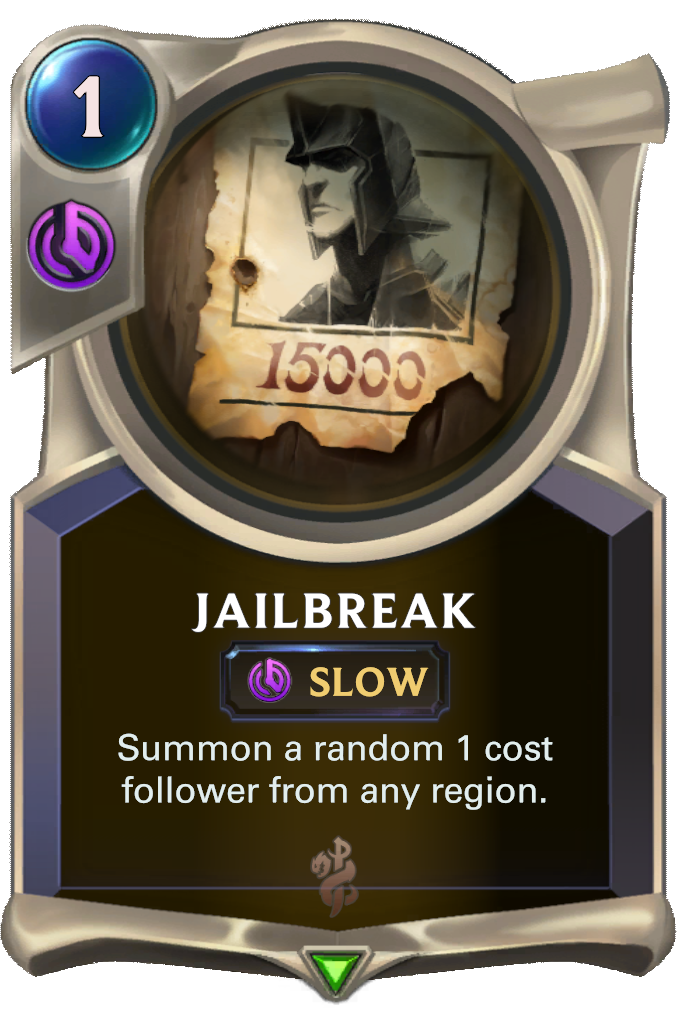 1
15000
JAILBREAK
SLOW
Summon a random 1 cost
follower from any region.